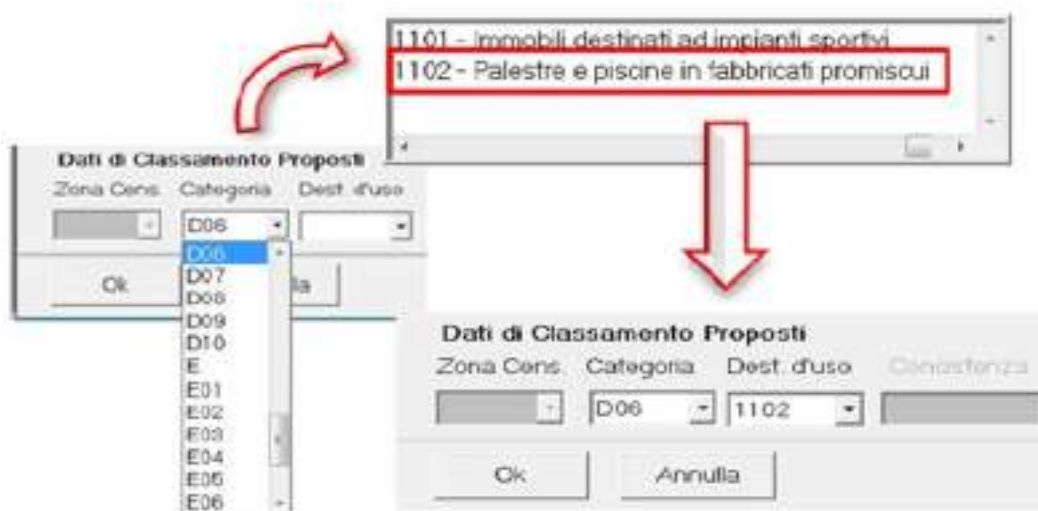 1101 - Immobili destinati ad impianti sportivi
1102 - Palestre e piscine in fabbricati promiscui
Dati di Classamento Proposti
Zona Cens. Categoria Dest. d'uso
D06
D06
D07
D08
D09
D10
E
E01
E02
E03
E04
E05
E06
Ok
la
Dati di Classamento Proposti
Zona Cens. Categoria Dest. d'uso Consistenza
D06 1102
Ok Annulla